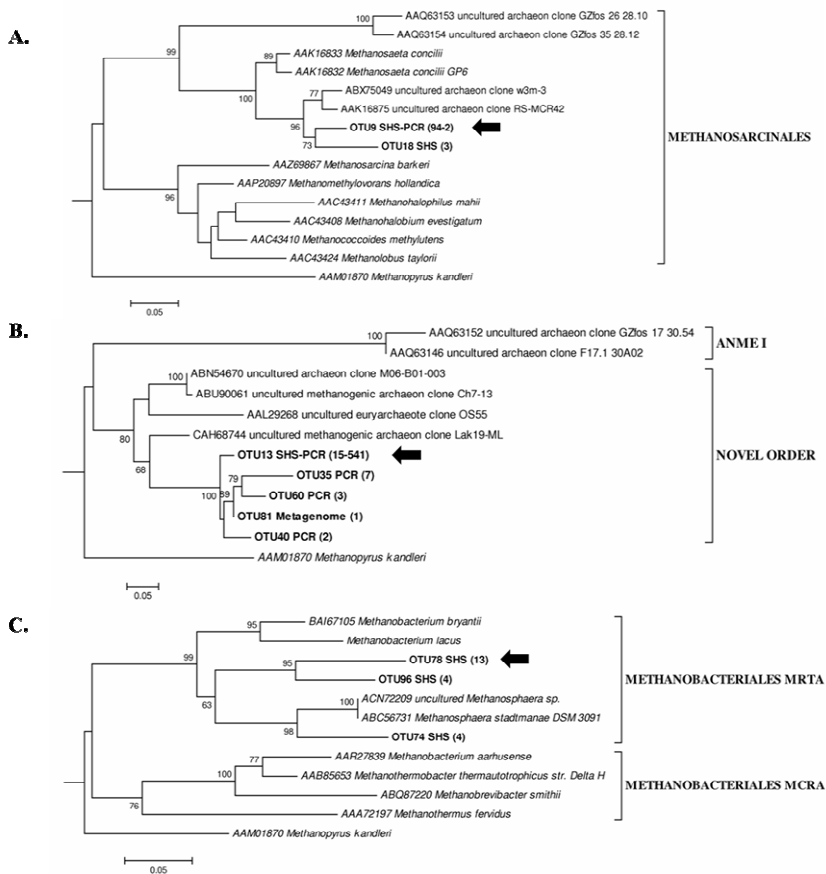 A.
100
AAQ63153 uncultured archaeon clone GZfos 26 28.10
AAQ63154 uncultured archaeon clone GZfos 35 28.12
99
89
AAK16833 Methanosaeta concilii
AAK16832 Methanosaeta concilii GP6
100
77
ABX75049 uncultured archaeon clone w3m-3
AAK16875 uncultured archaeon clone RS-MCR42
96
OTU9 SHS-PCR (94-2)
73
OTU18 SHS (3)
METHANOSARCINALES
AAZ69867 Methanosarcina barkeri
96
AAP20897 Methanomethylovorans hollandica
AAC43411 Methanohalophilus mahii
AAC43408 Methanohalobium evestigatum
AAC43410 Methanococcoides methylutens
AAC43424 Methanolobus taylorii
AAM01870 Methanopyrus kandleri
0.05
B.
100
AAQ63152 uncultured archaeon clone GZfos 17 30.54
AAQ63146 uncultured archaeon clone F17.1 30A02
ANME I
100
ABN54670 uncultured archaeon clone M06-B01-003
ABU90061 uncultured methanogenic archaeon clone Ch7-13
AAL29268 uncultured euryarchaeote clone OS55
80
CAH68744 uncultured methanogenic archaeon clone Lak19-ML
68
OTU13 SHS-PCR (15-541)
NOVEL ORDER
79
OTU35 PCR (7)
100
89
OTU60 PCR (3)
OTU81 Metagenome (1)
OTU40 PCR (2)
AAM01870 Methanopyrus kandleri
0.05
C.
95
BAI67105 Methanobacterium bryantii
Methanobacterium lacus
99
95
OTU78 SHS (13)
OTU96 SHS (4)
METHANOBACTERIALES MRTA
63
100
ACN72209 uncultured Methanosphaera sp.
ABC56731 Methanosphaera stadtmanae DSM 3091
98
OTU74 SHS (4)
77
AAR27839 Methanobacterium aarhusense
100
AAB85653 Methanothermobacter thermautotrophicus str. Delta H
METHANOBACTERIALES MCRA
ABQ87220 Methanobrevibacter smithii
76
AAA72197 Methanothermus fervidus
AAM01870 Methanopyrus kandleri
0.05